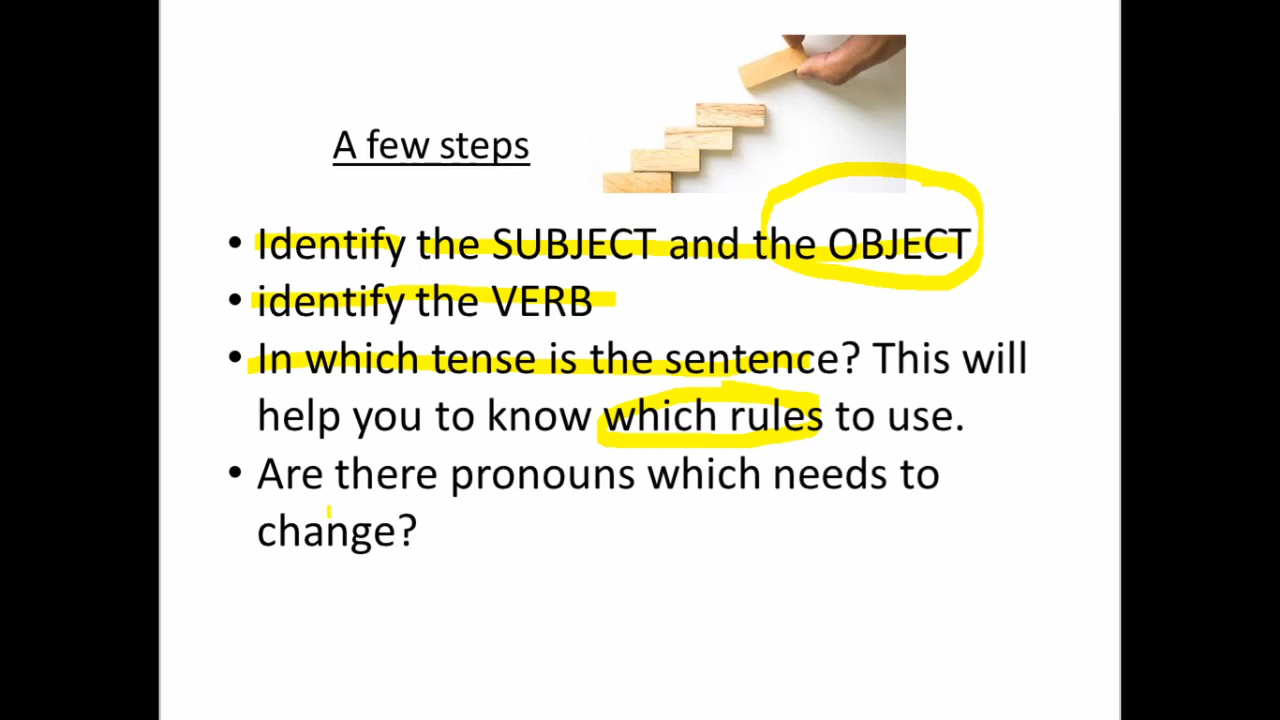 A few steps
• Identify the SUBJECT and the OBJECT
• identify the VERB
• In which tense is the sentence? This will
help you to know which rules to use.
• Are there pronouns which needs to
change?